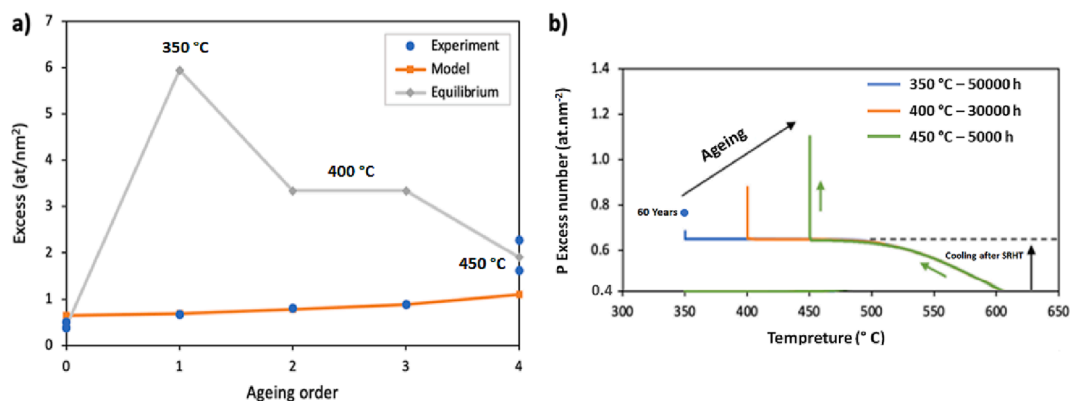 a)
7
6
5
4
3
2
1
0
Excess (at/nm²)
0 1 2 3 4
Ageing order
350 °C
400 °C
450 °C
Experiment
Model
Equilibrium
b)
1.4
1.2
1.0
0.8
0.6
0.4
P Excess number (at.nm⁻²)
300 350 400 450 500 550 600 650
Tempreture (° C)
350 °C – 50000 h
400 °C – 30000 h
450 °C – 5000 h
Ageing
60 Years
Cooling after SRHT